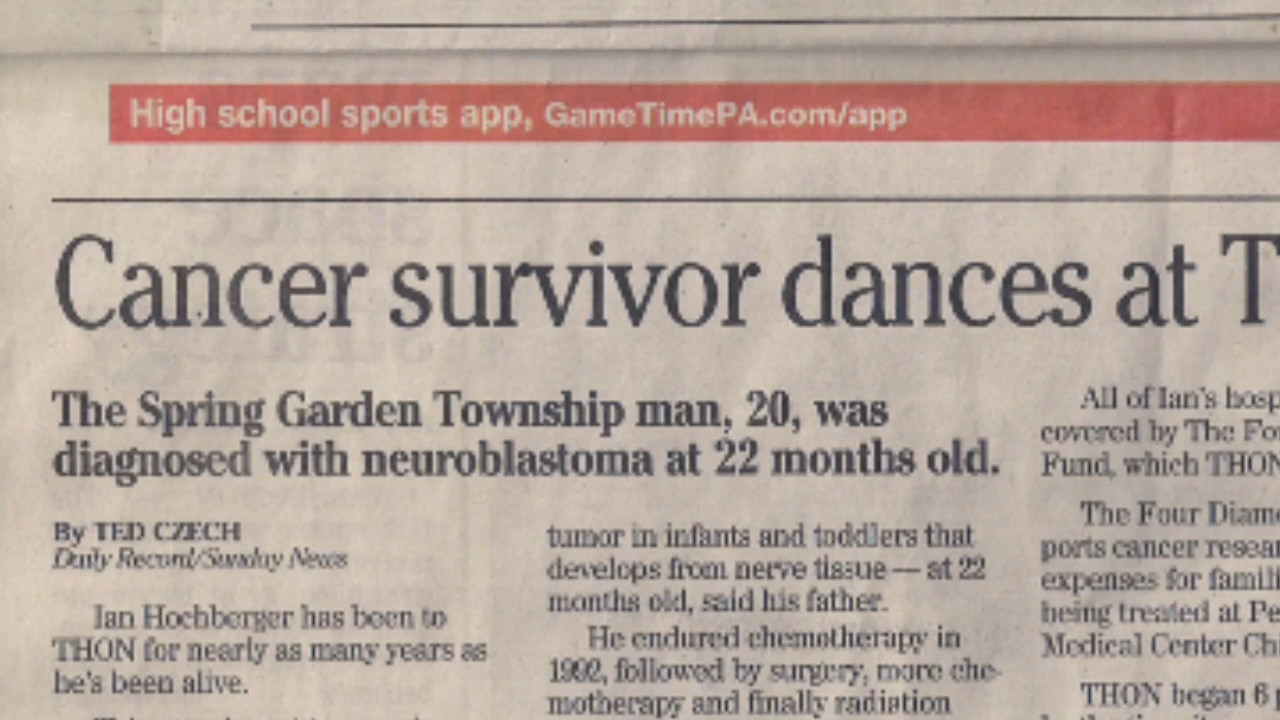 High school sports app, GameTimePA.com/app
Cancer survivor dances at T
The Spring Garden Township man, 20, was
diagnosed with neuroblastoma at 22 months old.
By TED CZECH
Daily Record/Sunday News
Ian Hochberger has been to
THON for nearly as many years as
he's been alive.
tumor in infants and toddlers that
develops from nerve tissue — at 22
months old, said his father.
He endured chemotherapy in
1992, followed by surgery, more che-
motherapy and finally radiation
All of Ian's hosp
covered by The Fo
Fund, which THON
The Four Diam
ports cancer resear
expenses for famili
being treated at Pe
Medical Center Ch
THON began 6 p